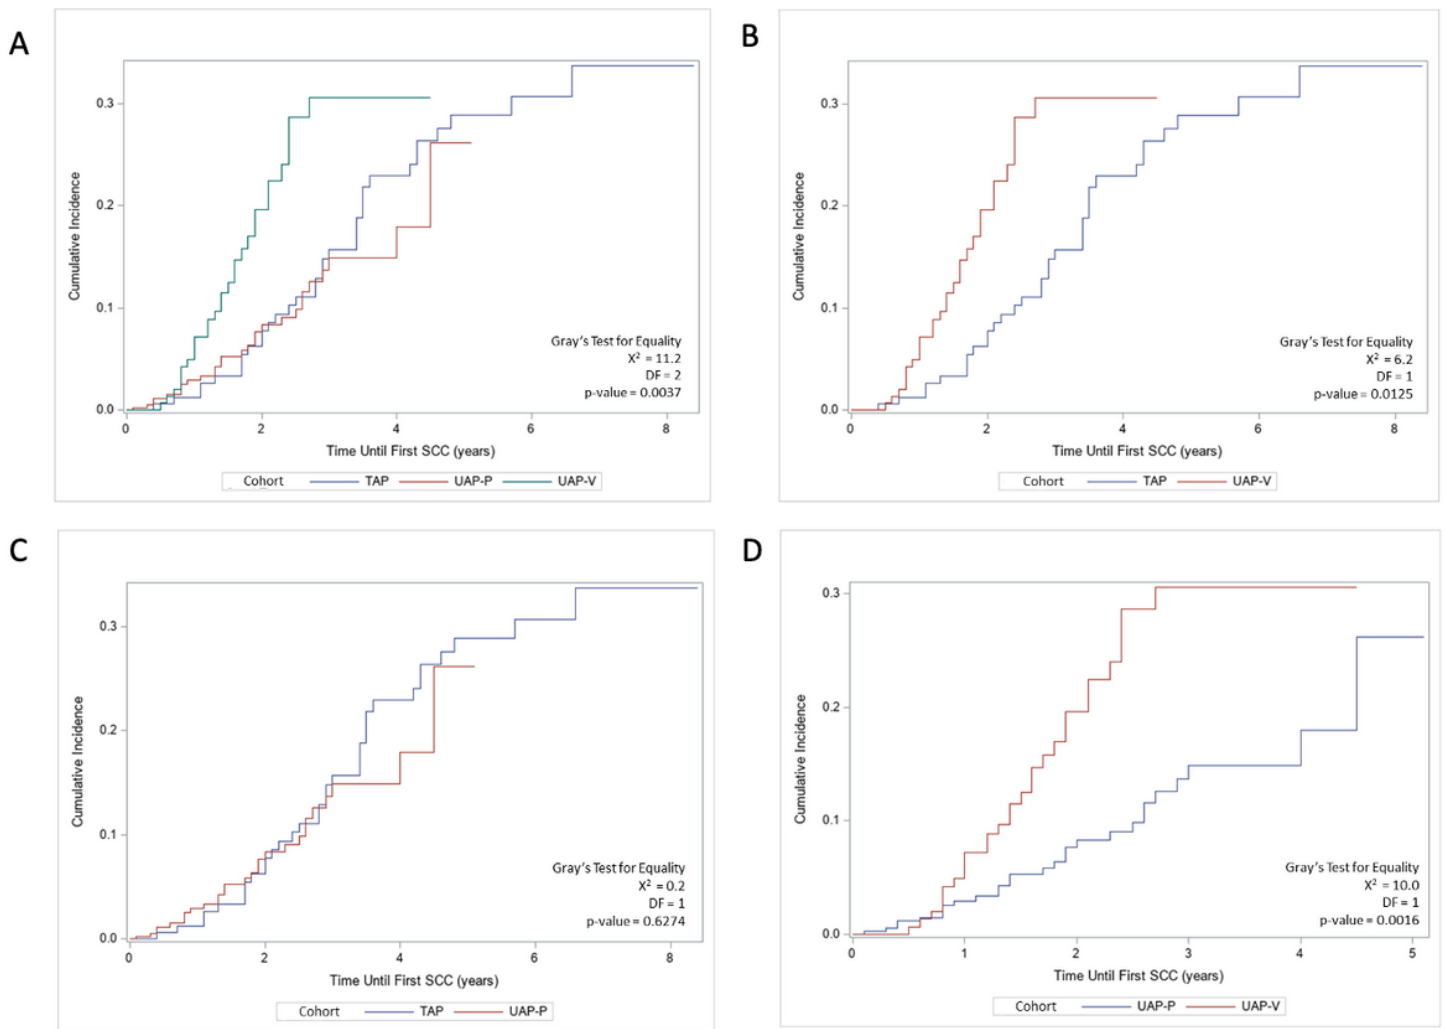 A
Cumulative Incidence
0.3
0.2
0.1
0.0
Gray's Test for Equality
X² = 11.2
DF = 2
p-value = 0.0037
0 2 4 6 8
Time Until First SCC (years)
Cohort TAP UAP-P UAP-V
B
Cumulative Incidence
0.3
0.2
0.1
0.0
Gray's Test for Equality
X² = 6.2
DF = 1
p-value = 0.0125
0 2 4 6 8
Time Until First SCC (years)
Cohort TAP UAP-V
C
Cumulative Incidence
0.3
0.2
0.1
0.0
Gray's Test for Equality
X² = 0.2
DF = 1
p-value = 0.6274
0 2 4 6 8
Time Until First SCC (years)
Cohort TAP UAP-P
D
Cumulative Incidence
0.3
0.2
0.1
0.0
Gray's Test for Equality
X² = 10.0
DF = 1
p-value = 0.0016
0 1 2 3 4 5
Time Until First SCC (years)
Cohort UAP-P UAP-V